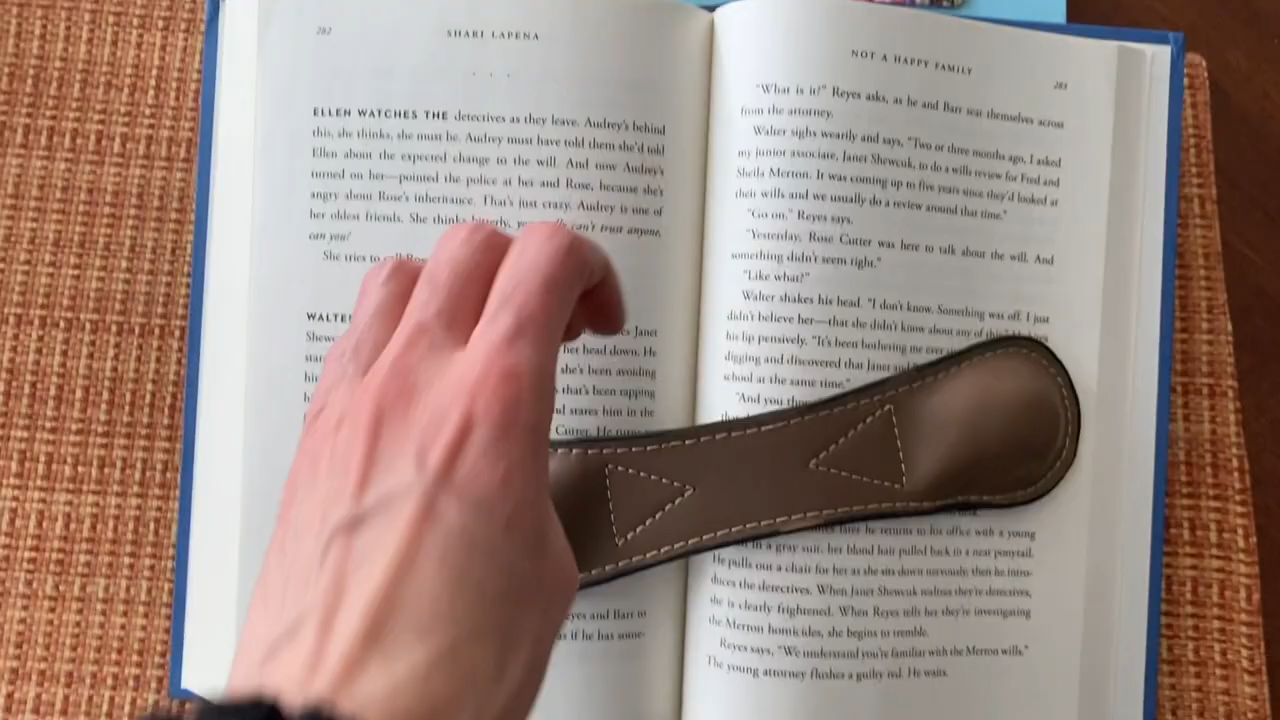 282
SHARI LAPENA
. . .
ELLEN WATCHES THE detectives as they leave. Audrey's behind
this, she thinks, she must be. Audrey must have told them she'd told
Ellen about the expected change to the will. And now Audrey's
turned on her—pointed the police at her and Rose, because she's
angry about Rose's inheritance. That's just crazy. Audrey is one of
her oldest friends. She thinks bitterly, can't trust anyone,
can you?
She tries to call Rose
WALTER
Janet
her head down. He
she's been avoiding
that's been tapping
and stares him in the
Cutter. He
Reyes and Barr to
as if he has some-
NOT A HAPPY FAMILY
283
"What is it?" Reyes asks, as he and Barr seat themselves across
from the attorney.
Walter sighs wearily and says, "Two or three months ago, I asked
my junior associate, Janet Shewcuk, to do a wills review for Fred and
Sheila Merton. It was coming up to five years since they'd looked at
their wills and we usually do a review around that time."
"Go on," Reyes says.
"Yesterday, Rose Cutter was here to talk about the will. And
something didn't seem right."
"Like what?"
Walter shakes his head. "I don't know. Something was off. I just
didn't believe her—that she didn't know about any of this."
his lip pensively. "It's been bothering me ever
digging and discovered that Janet and
school at the same time."
"And you
later he returns to his office with a young
in a gray suit, her blond hair pulled back in a neat ponytail.
He pulls out a chair for her as she sits down nervously; then he intro-
duces the detectives. When Janet Shewcuk realizes they're detectives,
she is clearly frightened. When Reyes tells her they're investigating
the Merton homicides, she begins to tremble.
Reyes says, "We understand you're familiar with the Merton wills."
The young attorney flushes a guilty red. He waits.